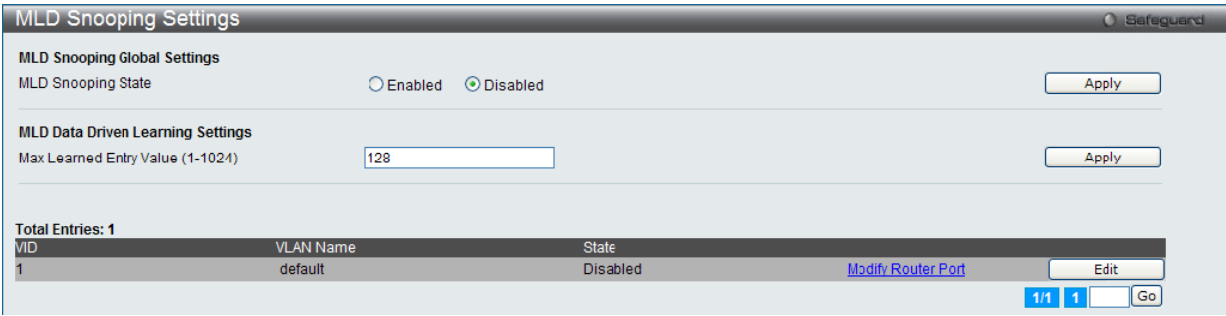 MLD Snooping Settings Safeguard
MLD Snooping Global Settings
MLD Snooping State Enabled Disabled Apply
MLD Data Driven Learning Settings
Max Learned Entry Value (1-1024) 128 Apply
Total Entries: 1
VID VLAN Name State
1 default Disabled Modify Router Port Edit
1/1 1 Go